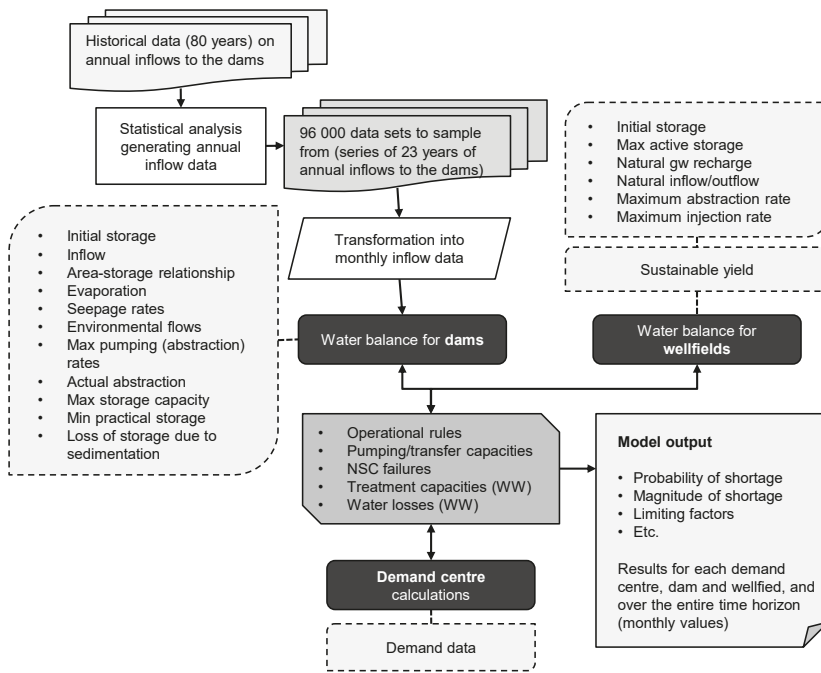 Historical data (80 years) on
annual inflows to the dams
Statistical analysis
generating annual
inflow data
96 000 data sets to sample
from (series of 23 years of
annual inflows to the dams)
Transformation into
monthly inflow data
• Initial storage
• Max active storage
• Natural gw recharge
• Natural inflow/outflow
• Maximum abstraction rate
• Maximum injection rate
Sustainable yield
• Initial storage
• Inflow
• Area-storage relationship
• Evaporation
• Seepage rates
• Environmental flows
• Max pumping (abstraction)
rates
• Actual abstraction
• Max storage capacity
• Min practical storage
• Loss of storage due to
sedimentation
Water balance for dams
Water balance for
wellfields
• Operational rules
• Pumping/transfer capacities
• NSC failures
• Treatment capacities (WW)
• Water losses (WW)
Model output
• Probability of shortage
• Magnitude of shortage
• Limiting factors
• Etc.
Results for each demand
centre, dam and wellfied, and
over the entire time horizon
(monthly values)
Demand centre
calculations
Demand data